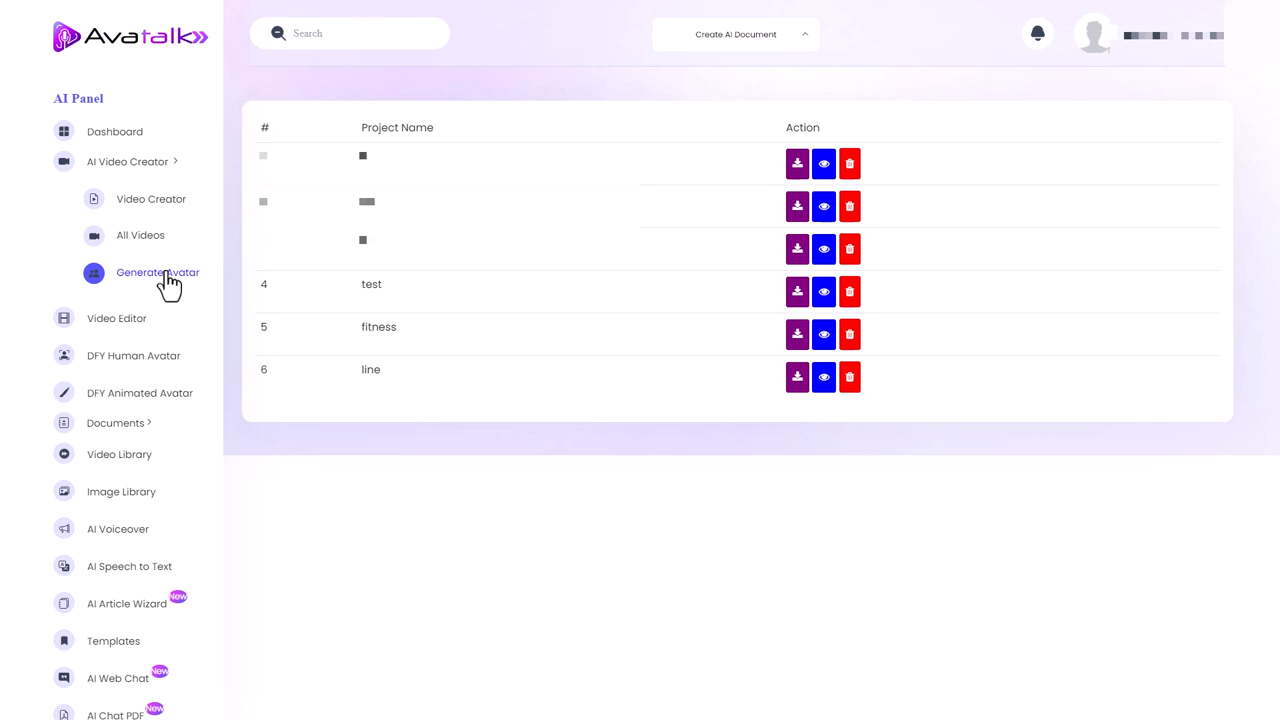 Avatalk
Search
Create AI Document
AI Panel
Dashboard
AI Video Creator
Video Creator
All Videos
Generate Avatar
Video Editor
DFY Human Avatar
DFY Animated Avatar
Documents
Video Library
Image Library
AI Voiceover
AI Speech to Text
AI Article Wizard New
Templates
AI Web Chat New
AI Chat PDF New
# Project Name Action
4 test
5 fitness
6 line